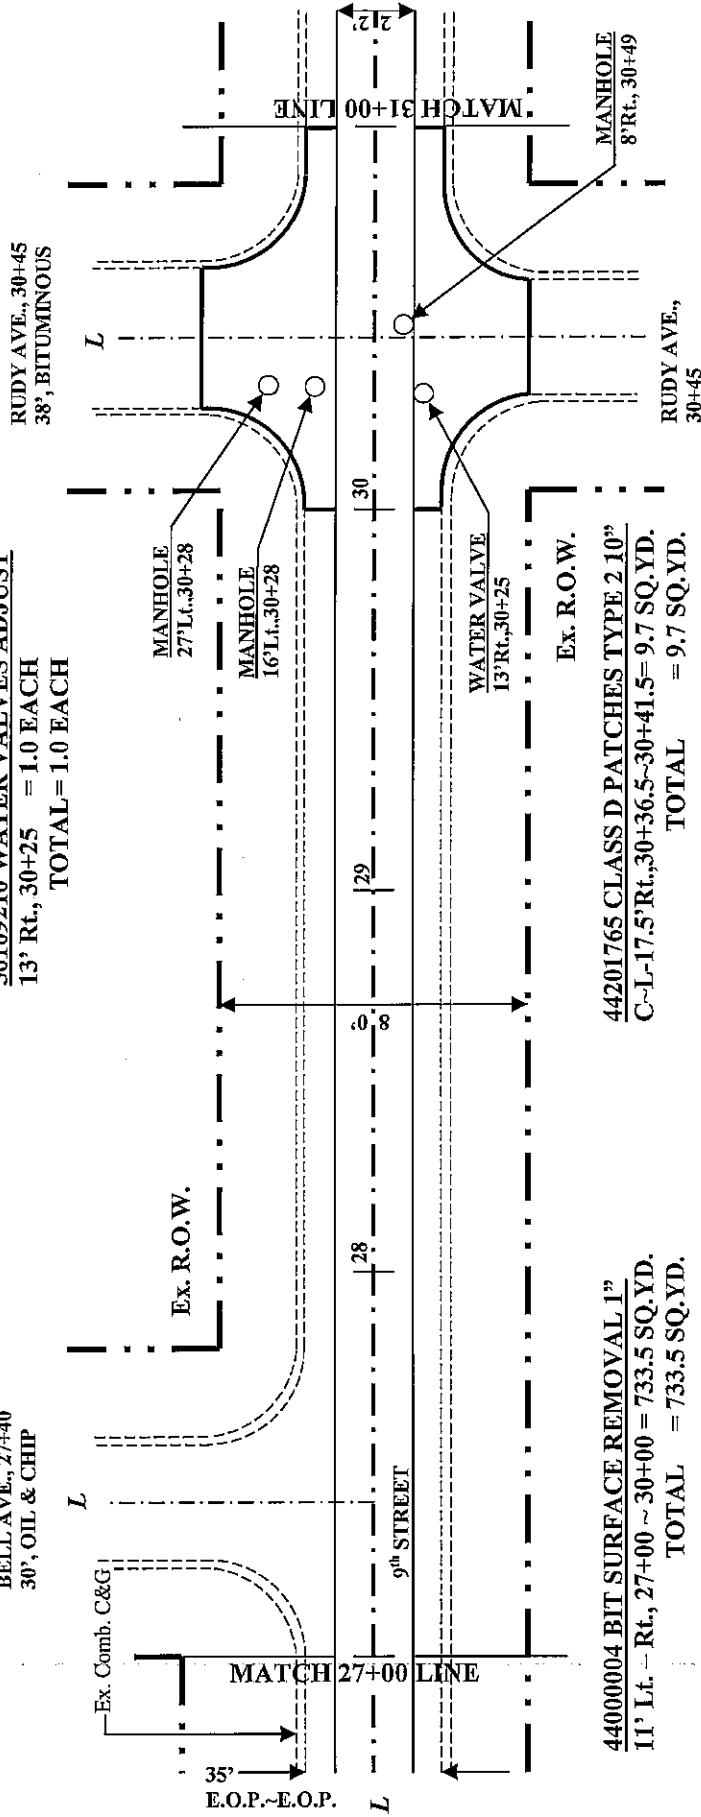 BELL AVE., 27+40
30', OIL & CHIP
L
Ex. Comb. C&G
Ex. R.O.W.
WATER VALVES ADJUST
13' Rt., 30+25 = 1.0 EACH
TOTAL = 1.0 EACH
RUDY AVE., 30+45
38', BITUMINOUS
L
MANHOLE
27'Lt.,30+28
MANHOLE
16'Lt.,30+28
MATCH 27+00 LINE
35'
E.O.P.~E.O.P.
L
9th STREET
28
8 0'
29
30
MATCH 31+00 LINE
2 2'
WATER VALVE
13'Rt.,30+25
MANHOLE
8'Rt., 30+49
Ex. R.O.W.
RUDY AVE.,
30+45
44000004 BIT SURFACE REMOVAL 1”
11' Lt. – Rt., 27+00 ~ 30+00 = 733.5 SQ.YD.
TOTAL = 733.5 SQ.YD.
44201765 CLASS D PATCHES TYPE 2 10”
C~L-17.5'Rt.,30+36.5~30+41.5= 9.7 SQ.YD.
TOTAL = 9.7 SQ.YD.